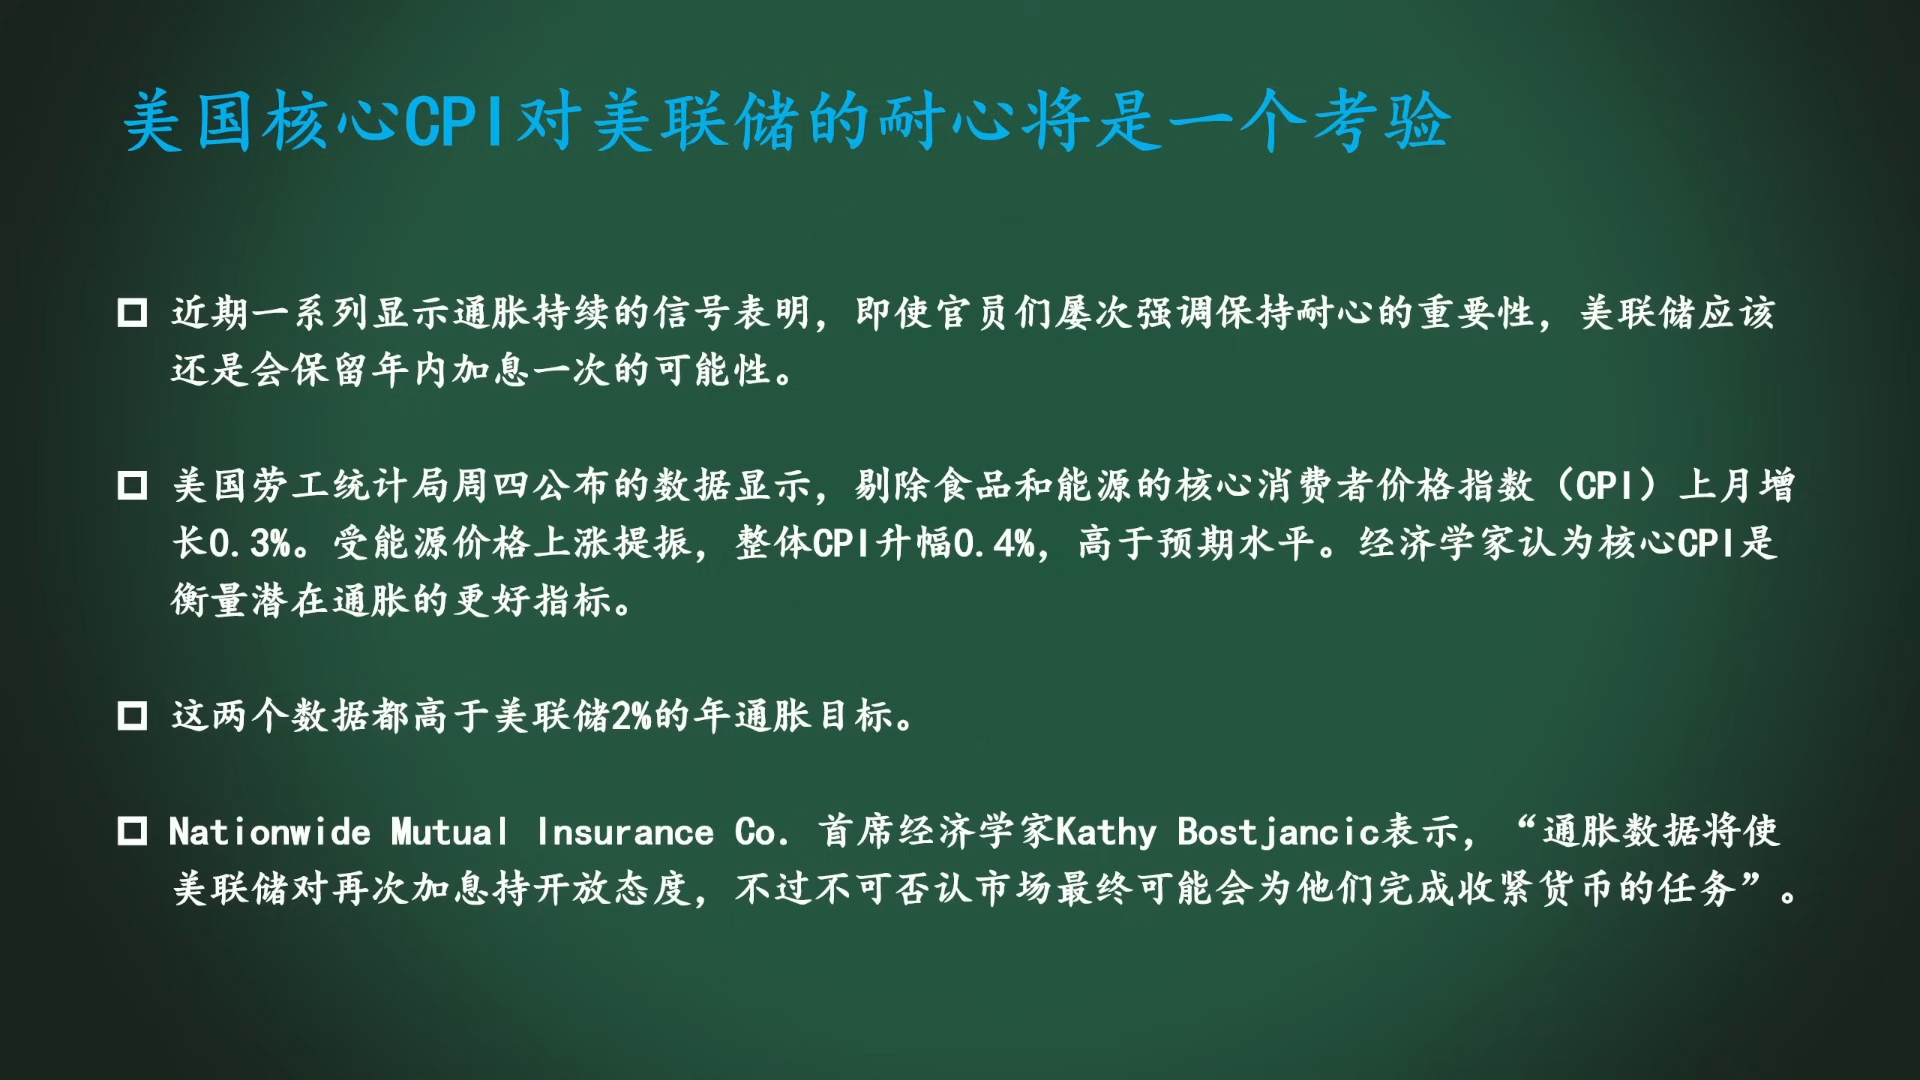 美国核心CPI对美联储的耐心将是一个考验
近期一系列显示通胀持续的信号表明，即使官员们屡次强调保持耐心的重要性，美联储应该
还是会保留年内加息一次的可能性。
美国劳工统计局周四公布的数据显示，剔除食品和能源的核心消费者价格指数（CPI）上月增
长0.3%。受能源价格上涨提振，整体CPI升幅0.4%，高于预期水平。经济学家认为核心CPI是
衡量潜在通胀的更好指标。
这两个数据都高于美联储2%的年通胀目标。
Nationwide Mutual Insurance Co. 首席经济学家Kathy Bostjancic表示，“通胀数据将使
美联储对再次加息持开放态度，不过不可否认市场最终可能会为他们完成收紧货币的任务”。